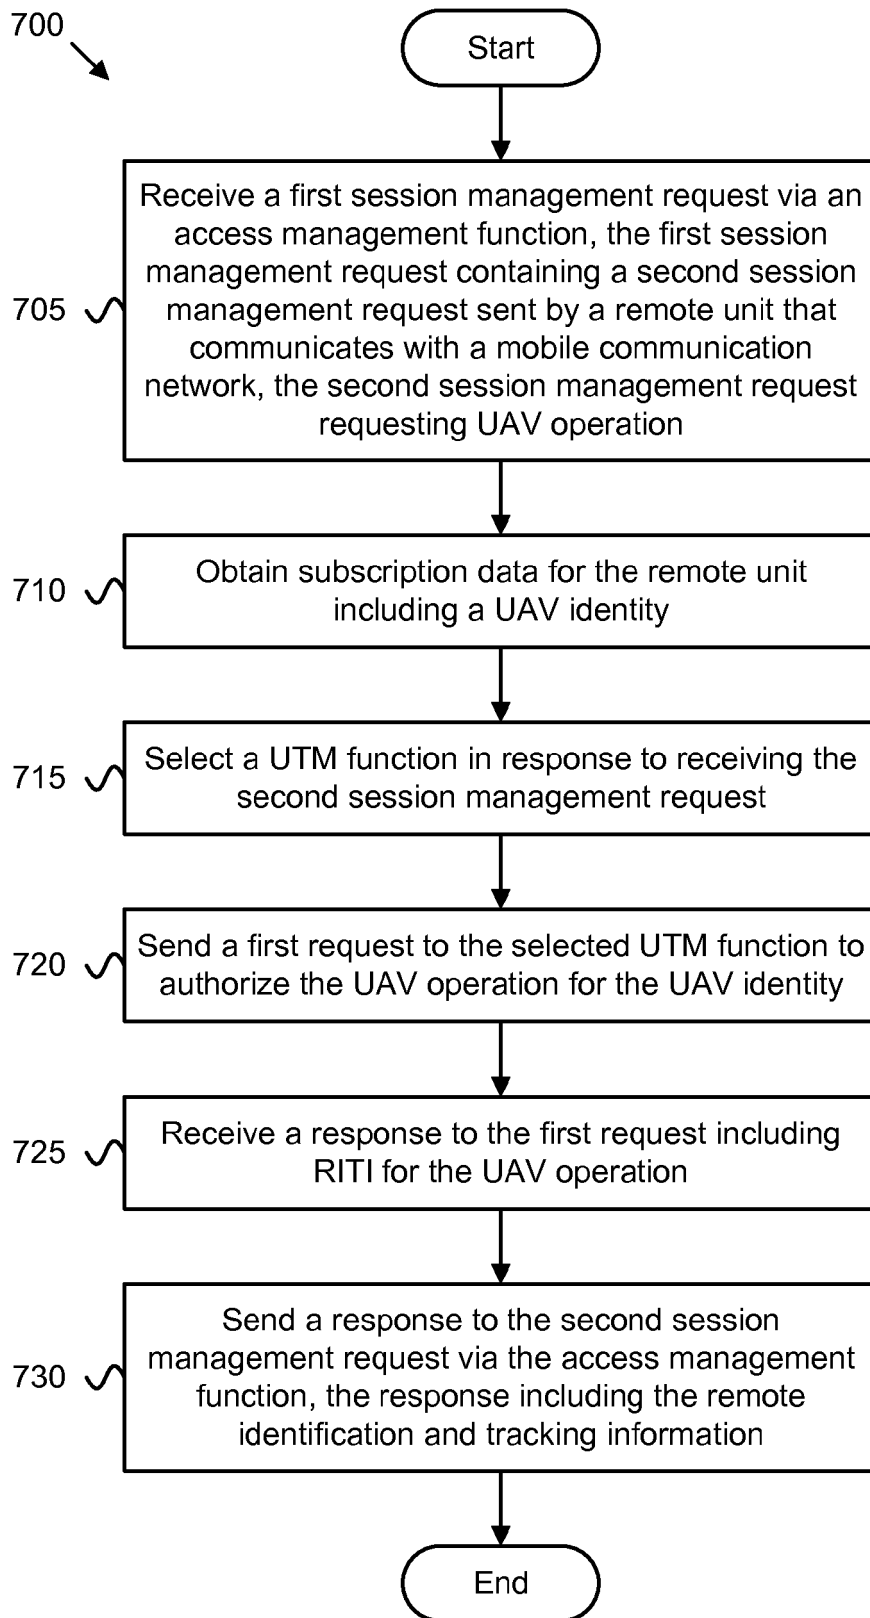 700
Start
705
Receive a first session management request via an
access management function, the first session
management request containing a second session
management request sent by a remote unit that
communicates with a mobile communication
network, the second session management request
requesting UAV operation
710
Obtain subscription data for the remote unit
including a UAV identity
715
Select a UTM function in response to receiving the
second session management request
720
Send a first request to the selected UTM function to
authorize the UAV operation for the UAV identity
725
Receive a response to the first request including
RITI for the UAV operation
730
Send a response to the second session
management request via the access management
function, the response including the remote
identification and tracking information
End